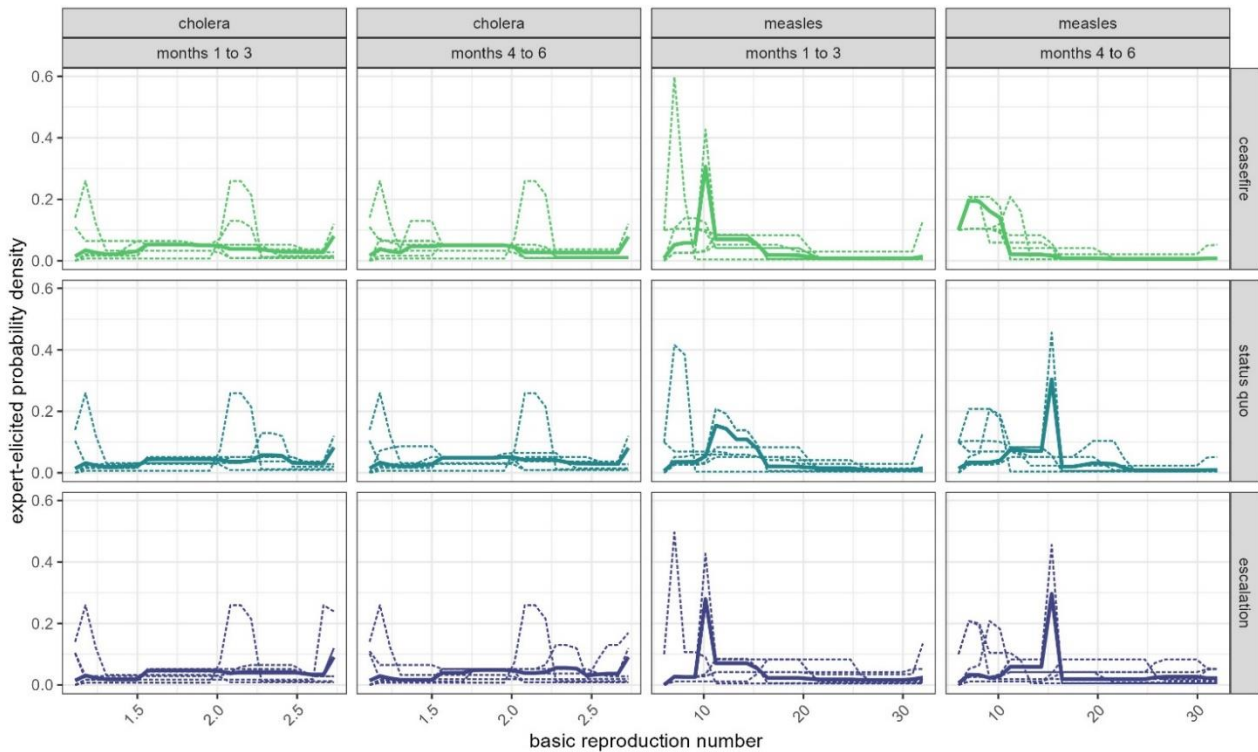 cholera cholera measles measles
months 1 to 3 months 4 to 6 months 1 to 3 months 4 to 6
0.6
0.4
0.2
0.0
ceasefire
0.6
0.4
0.2
0.0
status quo
0.6
0.4
0.2
0.0
escalation
expert-elicited probability density
1.5 2.0 2.5 1.5 2.0 2.5 10 20 30 10 20 30
basic reproduction number